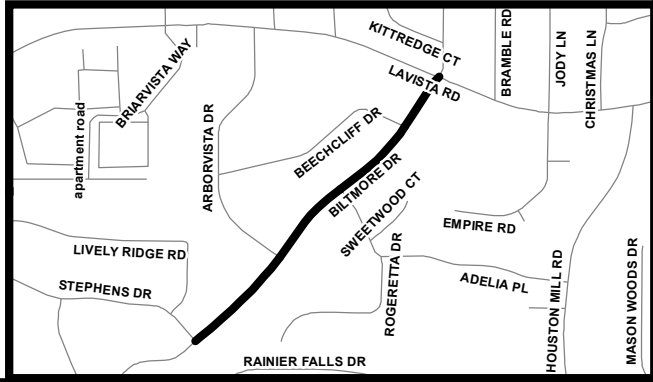 KITTREDGE CT
BRAMBLE RD
JODY LN
CHRISTMAS LN
LAVISTA RD
BRIARVISTA WAY
apartment road
ARBORVISTA DR
BEECHCLIFF DR
BILTMORE DR
SWEETWOOD CT
EMPIRE RD
LIVELY RIDGE RD
STEPHENS DR
ROGERETTA DR
ADELIA PL
HOUSTON MILL RD
MASON WOODS DR
RAINIER FALLS DR